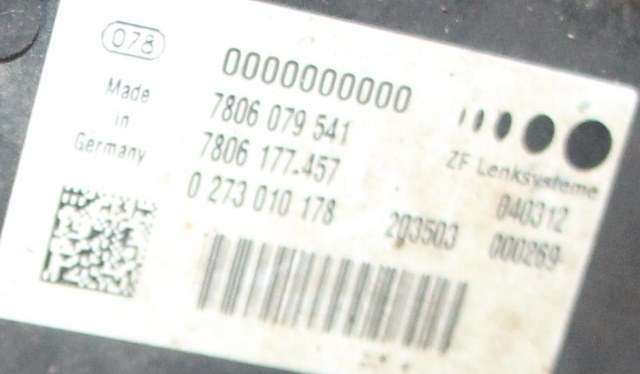 078
Made
in
Germany
0000000000
7806 079 541
7806 177.457
0 273 010 178
203503
ZF Lenksysteme
040312
000269